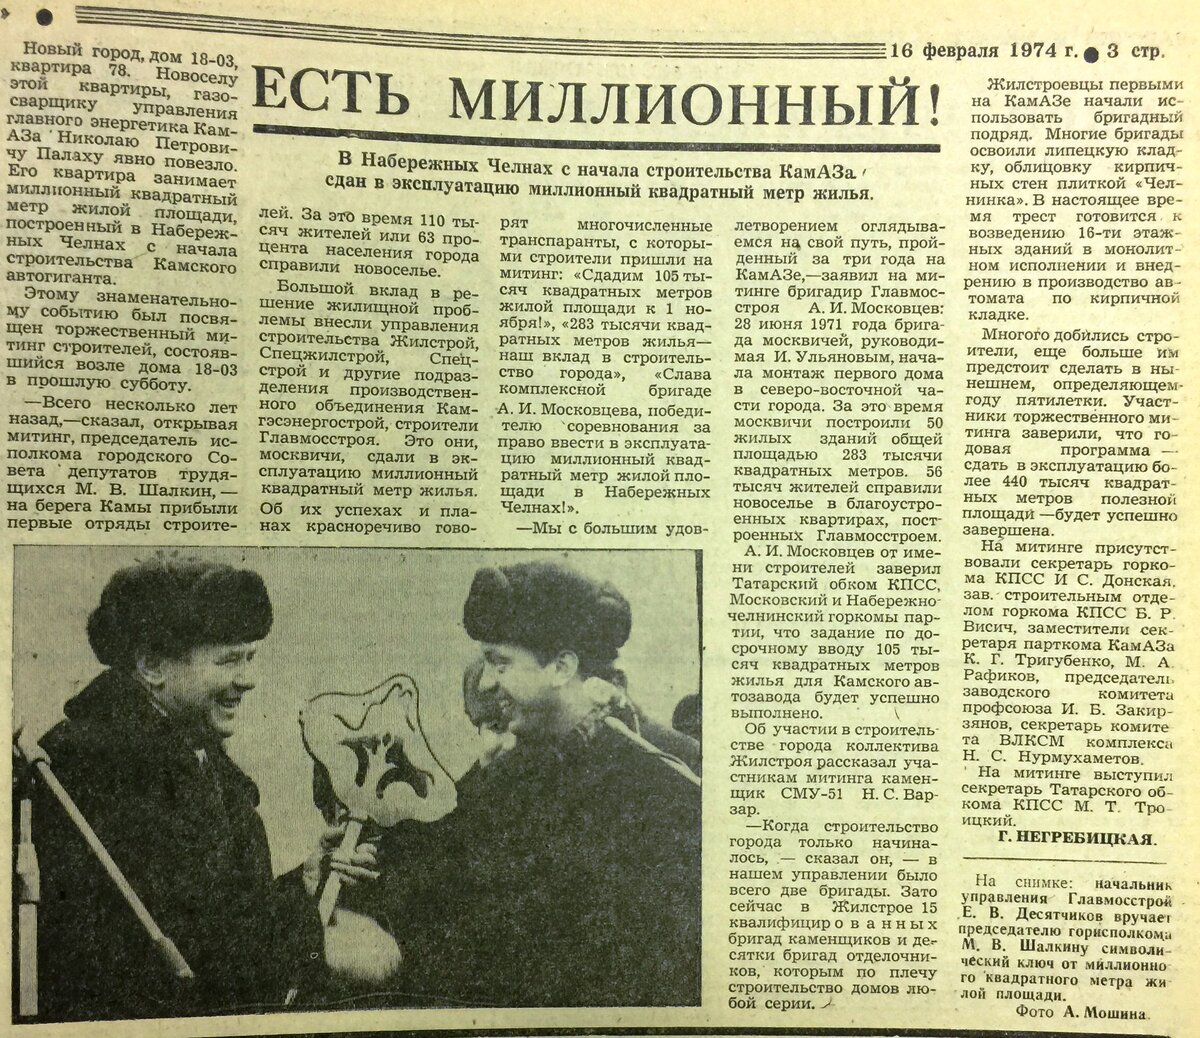 16 февраля 1974 г. ● 3 стр.
ЕСТЬ МИЛЛИОННЫЙ!
В Набережных Челнах с начала строительства КамАЗа
сдан в эксплуатацию миллионный квадратный метр жилья.
Новый город, дом 18-03,
квартира 78. Новоселу
этой квартиры, газо-
сварщику управления
главного энергетика Кам-
АЗа Николаю Петрови-
чу Палаху явно повезло.
Его квартира занимает
миллионный квадратный
метр жилой площади,
построенный в Набереж-
ных Челнах с начала
строительства Камского
автогиганта.
Этому знаменательно-
му событию был посвя-
щен торжественный ми-
тинг строителей, состояв-
шийся возле дома 18-03
в прошлую субботу.
—Всего несколько лет
назад,—сказал, открывая
митинг, председатель ис-
полкома городского Со-
вета депутатов трудя-
щихся М. В. Шалкин,—
на берега Камы прибыли
первые отряды строите-
лей. За это время 110 ты-
сяч жителей или 63 про-
цента населения города
справили новоселье.
Большой вклад в ре-
шение жилищной проб-
лемы внесли управления
строительства Жилстрой,
Спецжилстрой, Спец-
строй и другие подраз-
деления производствен-
ного объединения Кам-
гэсэнергострой, строители
Главмосстроя. Это они,
москвичи, сдали в эк-
сплуатацию миллионный
квадратный метр жилья.
Об их успехах и пла-
нах красноречиво гово-
рят многочисленные
транспаранты, с которы-
ми строители пришли на
митинг: «Сдадим 105 ты-
сяч квадратных метров
жилой площади к 1 но-
ября!», «283 тысячи квад-
ратных метров жилья—
наш вклад в строитель-
ство города», «Слава
комплексной бригаде
А. И. Московцева, победи-
телю соревнования за
право ввести в эксплуата-
цию миллионный квад-
ратный метр жилой пло-
щади в Набережных
Челнах!».
—Мы с большим удов-
летворением оглядыва-
емся на свой путь, прой-
денный за три года на
КамАЗе,—заявил на ми-
тинге бригадир Главмос-
строя А. И. Московцев:
28 июня 1971 года брига-
да москвичей, руководи-
мая И. Ульяновым, нача-
ла монтаж первого дома
в северо-восточной час-
сти города. За это время
москвичи построили 50
жилых зданий общей
площадью 283 тысячи
квадратных метров. 56
тысяч жителей справили
новоселье в благоустро-
енных квартирах, пост-
роенных Главмосстроем.
А. И. Московцев от име-
ни строителей заверил
Татарский обком КПСС,
Московский и Набережно-
челнинский горкомы пар-
тии, что задание по до-
срочному вводу 105 ты-
сяч квадратных метров
жилья для Камского ав-
тозавода будет успешно
выполнено.
Об участии в строитель-
стве города коллектива
Жилстроя рассказал уча-
стникам митинга камен-
щик СМУ-51 Н. С. Вар-
зар.
—Когда строительство
города только начина-
лось, — сказал он, — в
нашем управлении было
всего две бригады. Зато
сейчас в Жилстрое 15
квалифицированных
бригад каменщиков и де-
сятки бригад отделочни-
ков, которым по плечу
строительство домов лю-
бой серии.
Жилстроевцы первыми
на КамАЗе начали ис-
пользовать бригадный
подряд. Многие бригады
освоили липецкую клад-
ку, облицовку кирпич-
ных стен плиткой «Чел-
нинка». В настоящее вре-
мя трест готовится к
возведению 16-ти этаж-
ных зданий в монолит-
ном исполнении и внед-
рению в производство ав-
томата по кирпичной
кладке.
Многого добились стро-
ители, еще больше им
предстоит сделать в ны-
нешнем, определяющем
году пятилетки. Участ-
ники торжественного ми-
тинга заверили, что го-
довая программа —
сдать в эксплуатацию бо-
лее 440 тысяч квадрат-
ных метров полезной
площади —будет успешно
завершена.
На митинге присутст-
вовали секретарь горко-
ма КПСС И С. Донская,
зав. строительным отде-
лом горкома КПСС Б. Р.
Висич, заместители сек-
ретаря парткома КамАЗа
К. Г. Тригубенко, М. А.
Рафиков, председатель
заводского комитета
профсоюза И. Б. Закир-
зянов, секретарь комите
та ВЛКСМ комплекса
Н. С. Нурмухаметов.
На митинге выступил
секретарь Татарского об-
кома КПСС М. Т. Тро-
ицкий.
Г. НЕГРЕБИЦКАЯ.
На снимке: начальник
управления Главмосстрой
Е. В. Десятчиков вручает
председателю горисполкома
М. В. Шалкину символи-
ческий ключ от миллионно
го квадратного метра жи
лой площади.
Фото А. Мошина.